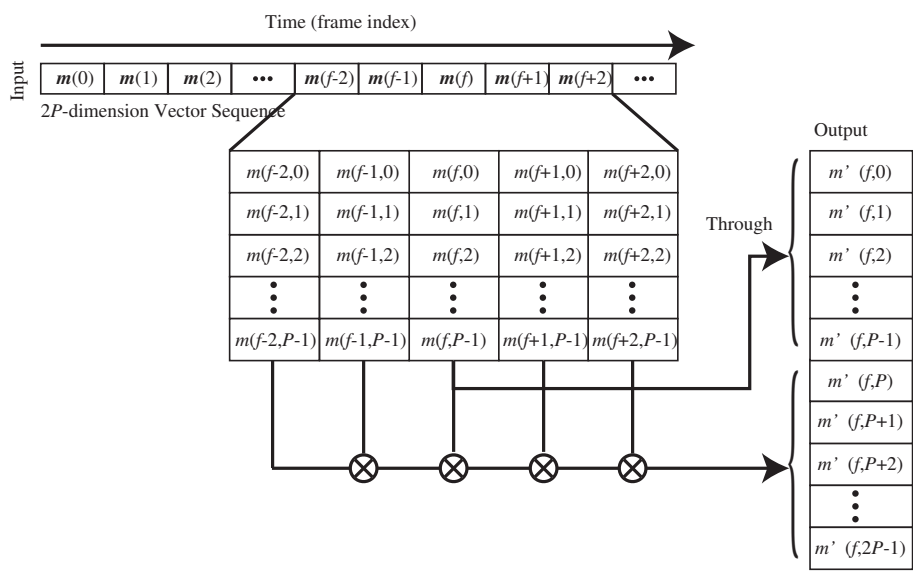 Time (frame index)
Input
m(0) m(1) m(2) ••• m(f-2) m(f-1) m(f) m(f+1) m(f+2) •••
2P-dimension Vector Sequence
Output
m(f-2,0) m(f-1,0) m(f,0) m(f+1,0) m(f+2,0)
m(f-2,1) m(f-1,1) m(f,1) m(f+1,1) m(f+2,1)
m(f-2,2) m(f-1,2) m(f,2) m(f+1,2) m(f+2,2)
m(f-2,P-1) m(f-1,P-1) m(f,P-1) m(f+1,P-1) m(f+2,P-1)
Through
m’ (f,0)
m’ (f,1)
m’ (f,2)
m’ (f,P-1)
m’ (f,P)
m’ (f,P+1)
m’ (f,P+2)
m’ (f,2P-1)